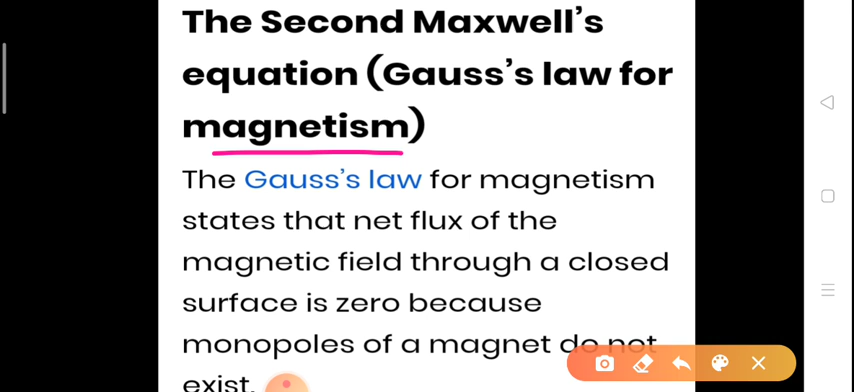 The Second Maxwell’s
equation (Gauss’s law for
magnetism)
The Gauss’s law for magnetism
states that net flux of the
magnetic field through a closed
surface is zero because
monopoles of a magnet do not
exist.